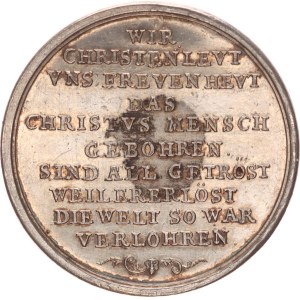 WIR
CHRISTENLEVT
VNS FREVEN HEVT
DAS
CHRISTVS MENSCH
GEBOHREN
SIND ALL GETROST
WEIL ER ERLÖST
DIE WELT SO WAR
VERLOHREN